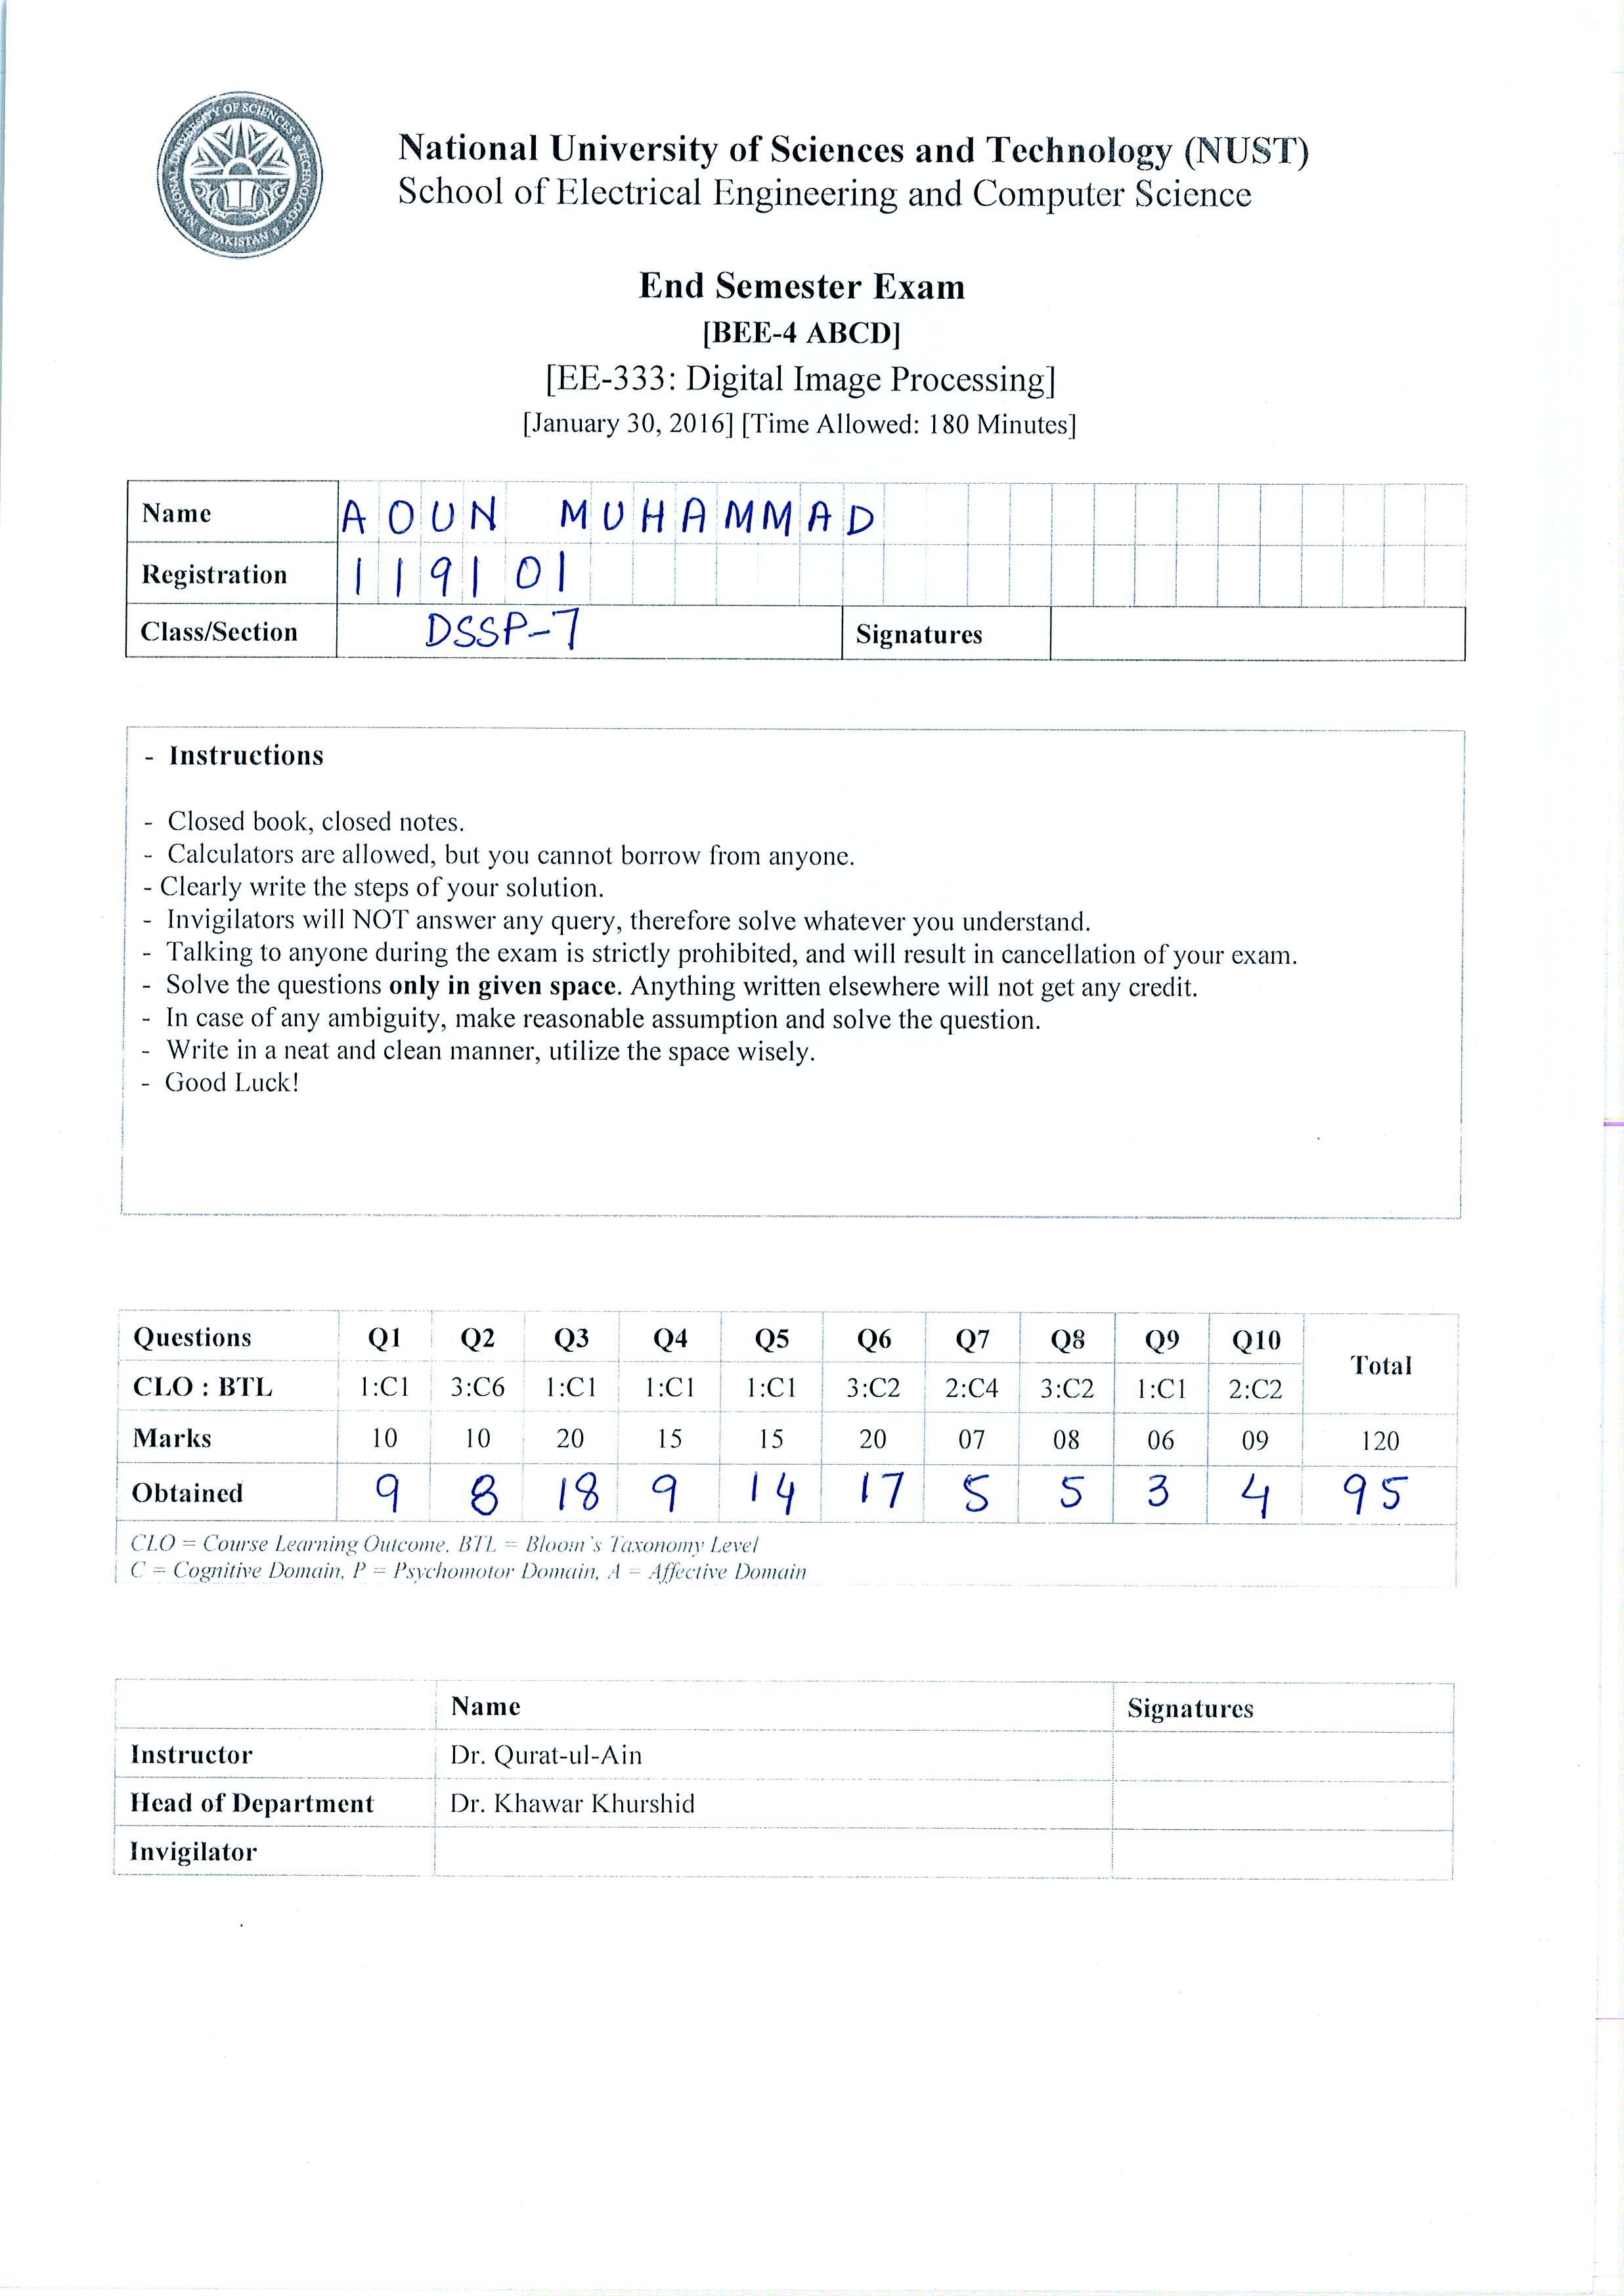 NATIONAL UNIVERSITY OF SCIENCES & TECHNOLOGY
PAKISTAN
National University of Sciences and Technology (NUST)
School of Electrical Engineering and Computer Science
End Semester Exam
[BEE-4 ABCD]
[EE-333: Digital Image Processing]
[January 30, 2016] [Time Allowed: 180 Minutes]
Name AOUN MUHAMMAD
Registration 119101
Class/Section DSSP-7 Signatures
- Instructions
- Closed book, closed notes.
- Calculators are allowed, but you cannot borrow from anyone.
- Clearly write the steps of your solution.
- Invigilators will NOT answer any query, therefore solve whatever you understand.
- Talking to anyone during the exam is strictly prohibited, and will result in cancellation of your exam.
- Solve the questions only in given space. Anything written elsewhere will not get any credit.
- In case of any ambiguity, make reasonable assumption and solve the question.
- Write in a neat and clean manner, utilize the space wisely.
- Good Luck!
Questions Q1 Q2 Q3 Q4 Q5 Q6 Q7 Q8 Q9 Q10 Total
CLO : BTL 1:C1 3:C6 1:C1 1:C1 1:C1 3:C2 2:C4 3:C2 1:C1 2:C2
Marks 10 10 20 15 15 20 07 08 06 09 120
Obtained 9 8 18 9 14 17 5 5 3 4 95
CLO = Course Learning Outcome. BTL = Bloom's Taxonomy Level
C = Cognitive Domain, P = Psychomotor Domain, A = Affective Domain
Name Signatures
Instructor Dr. Qurat-ul-Ain
Head of Department Dr. Khawar Khurshid
Invigilator